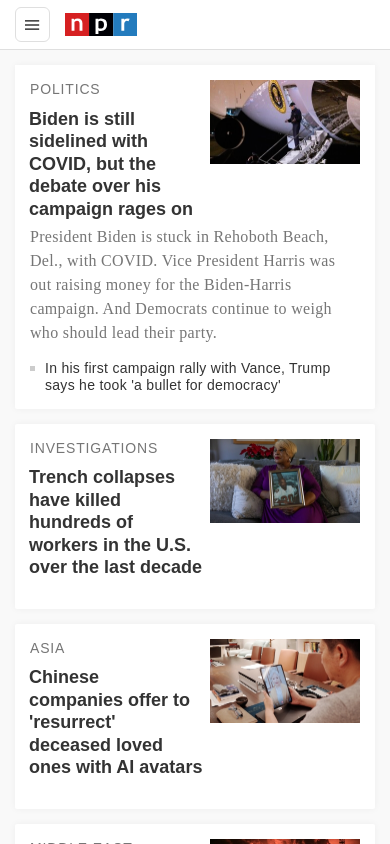 npr
POLITICS
Biden is still
sidelined with
COVID, but the
debate over his
campaign rages on
President Biden is stuck in Rehoboth Beach,
Del., with COVID. Vice President Harris was
out raising money for the Biden-Harris
campaign. And Democrats continue to weigh
who should lead their party.
In his first campaign rally with Vance, Trump
says he took 'a bullet for democracy'
INVESTIGATIONS
Trench collapses
have killed
hundreds of
workers in the U.S.
over the last decade
ASIA
Chinese
companies offer to
'resurrect'
deceased loved
ones with AI avatars
MIDDLE EAST